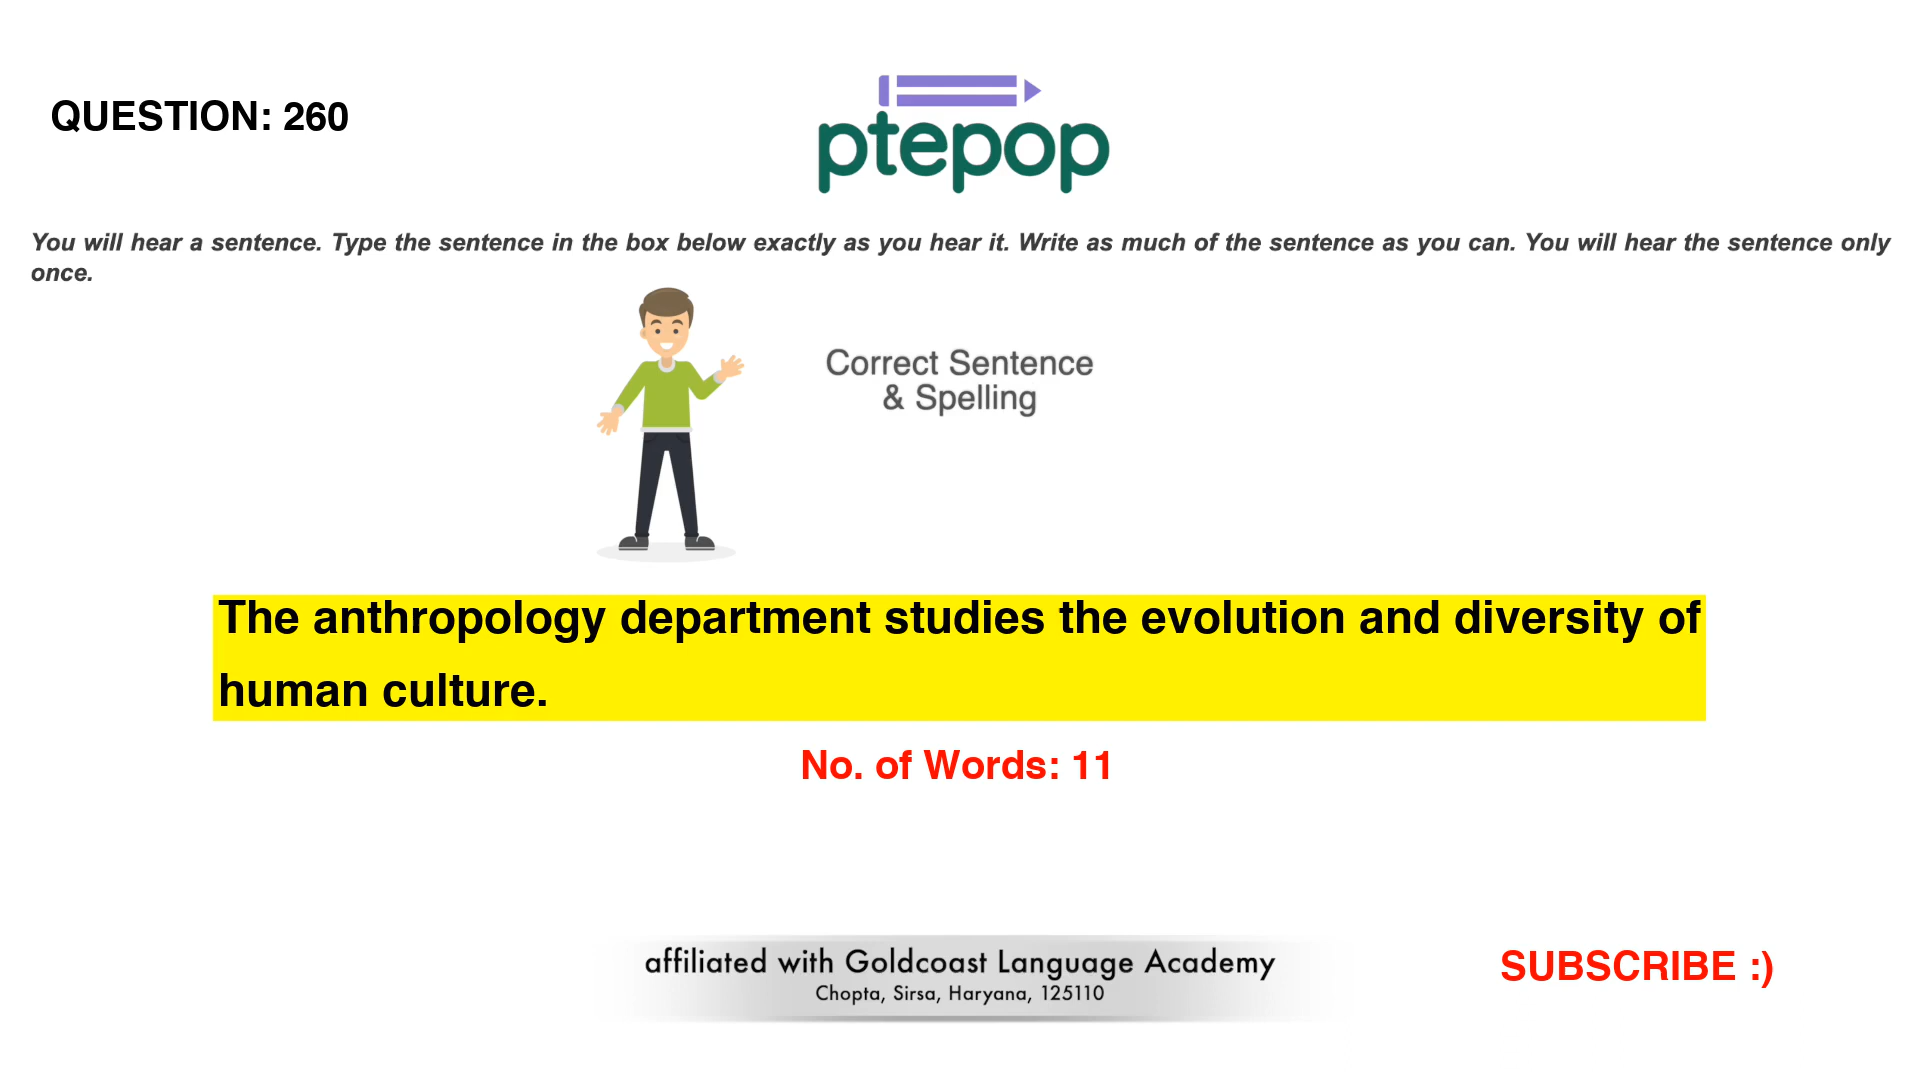 QUESTION: 260
ptepop
You will hear a sentence. Type the sentence in the box below exactly as you hear it. Write as much of the sentence as you can. You will hear the sentence only
once.
Correct Sentence
& Spelling
The anthropology department studies the evolution and diversity of
human culture.
No. of Words: 11
affiliated with Goldcoast Language Academy
Chopta, Sirsa, Haryana, 125110
SUBSCRIBE :)